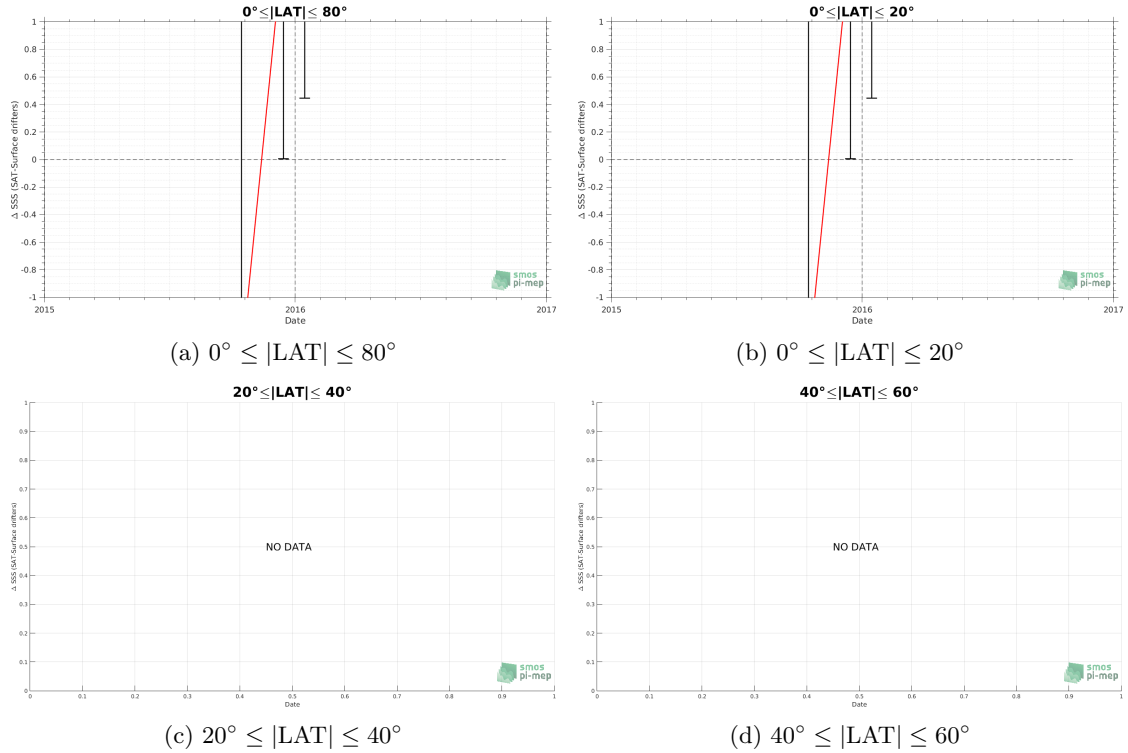 0°≤|LAT|≤ 80°
1
0.8
0.6
0.4
0.2
0
-0.2
-0.4
-0.6
-0.8
-1
Δ SSS (SAT-Surface drifters)
2015
2016
2017
Date
smos
pi-mep
(a) 0° ≤ |LAT| ≤ 80°
0°≤|LAT|≤ 20°
1
0.8
0.6
0.4
0.2
0
-0.2
-0.4
-0.6
-0.8
-1
Δ SSS (SAT-Surface drifters)
2015
2016
2017
Date
smos
pi-mep
(b) 0° ≤ |LAT| ≤ 20°
20°≤|LAT|≤ 40°
1
0.9
0.8
0.7
0.6
0.5
0.4
0.3
0.2
0.1
0
Δ SSS (SAT-Surface drifters)
NO DATA
0 0.1 0.2 0.3 0.4 0.5 0.6 0.7 0.8 0.9 1
Date
smos
pi-mep
(c) 20° ≤ |LAT| ≤ 40°
40°≤|LAT|≤ 60°
1
0.9
0.8
0.7
0.6
0.5
0.4
0.3
0.2
0.1
0
Δ SSS (SAT-Surface drifters)
NO DATA
0 0.1 0.2 0.3 0.4 0.5 0.6 0.7 0.8 0.9 1
Date
smos
pi-mep
(d) 40° ≤ |LAT| ≤ 60°